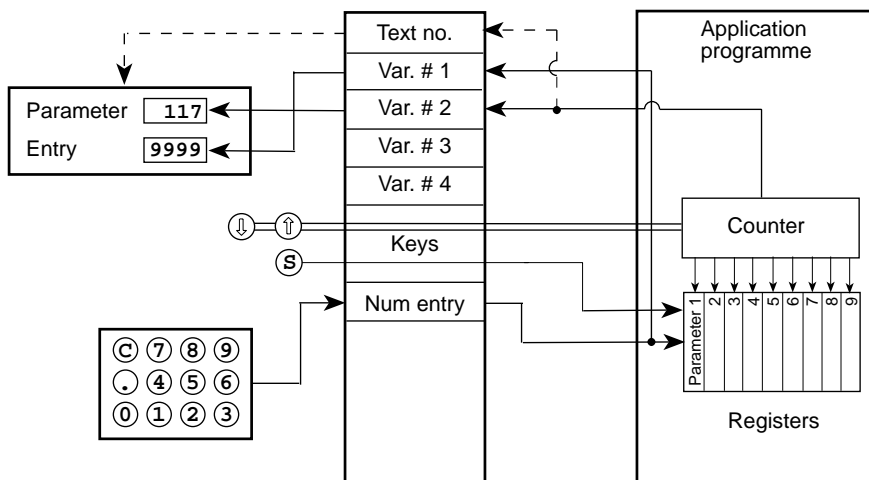 Text no.
Var. # 1
Var. # 2
Var. # 3
Var. # 4
Keys
Num entry
Parameter 117
Entry 9999
S
C 7 8 9
. 4 5 6
0 1 2 3
Application
programme
Counter
Parameter 1
2
3
4
5
6
7
8
9
Registers